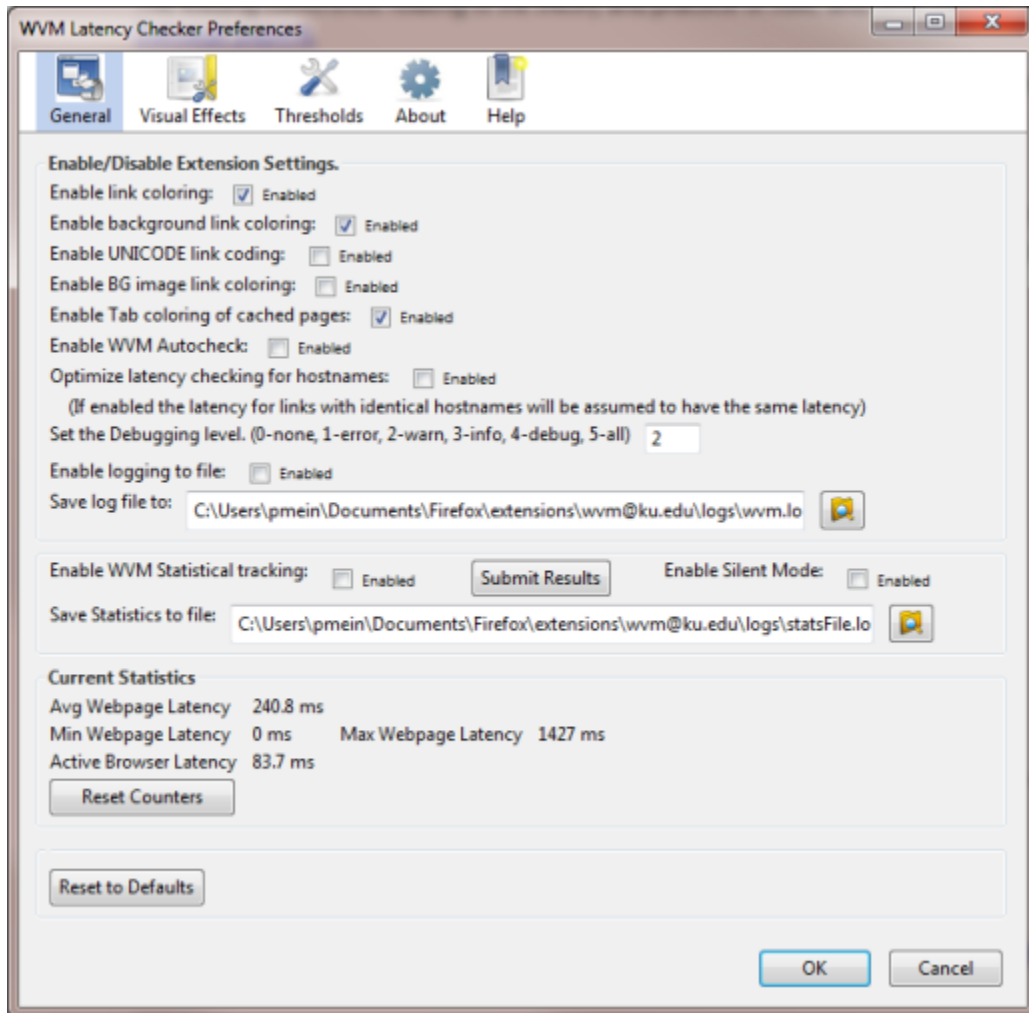 WVM Latency Checker Preferences
General Visual Effects Thresholds About Help
Enable/Disable Extension Settings.
Enable link coloring: Enabled
Enable background link coloring: Enabled
Enable UNICODE link coding: Enabled
Enable BG image link coloring: Enabled
Enable Tab coloring of cached pages: Enabled
Enable WVM Autocheck: Enabled
Optimize latency checking for hostnames: Enabled
(If enabled the latency for links with identical hostnames will be assumed to have the same latency)
Set the Debugging level. (0-none, 1-error, 2-warn, 3-info, 4-debug, 5-all) 2
Enable logging to file: Enabled
Save log file to: C:\Users\pmein\Documents\Firefox\extensions\wvm@ku.edu\logs\wvm.lo
Enable WVM Statistical tracking: Enabled Submit Results Enable Silent Mode: Enabled
Save Statistics to file: C:\Users\pmein\Documents\Firefox\extensions\wvm@ku.edu\logs\statsFile.lo
Current Statistics
Avg Webpage Latency 240.8 ms
Min Webpage Latency 0 ms Max Webpage Latency 1427 ms
Active Browser Latency 83.7 ms
Reset Counters
Reset to Defaults
OK Cancel